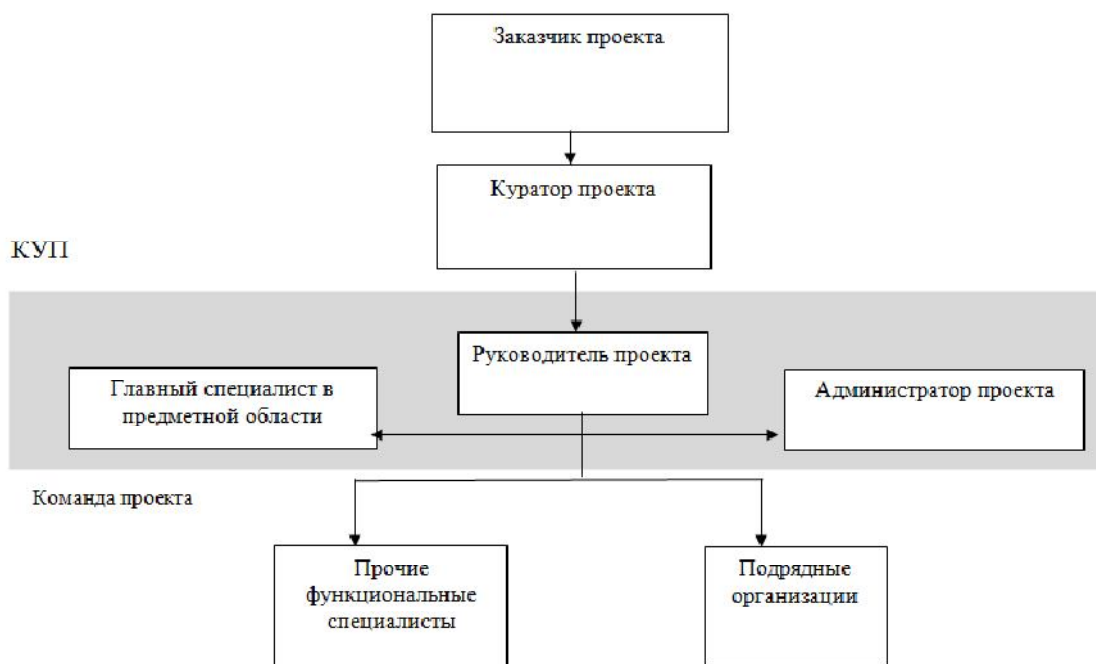 Заказчик проекта
Куратор проекта
КУП
Руководитель проекта
Главный специалист в
предметной области
Администратор проекта
Команда проекта
Прочие
функциональные
специалисты
Подрядные
организации